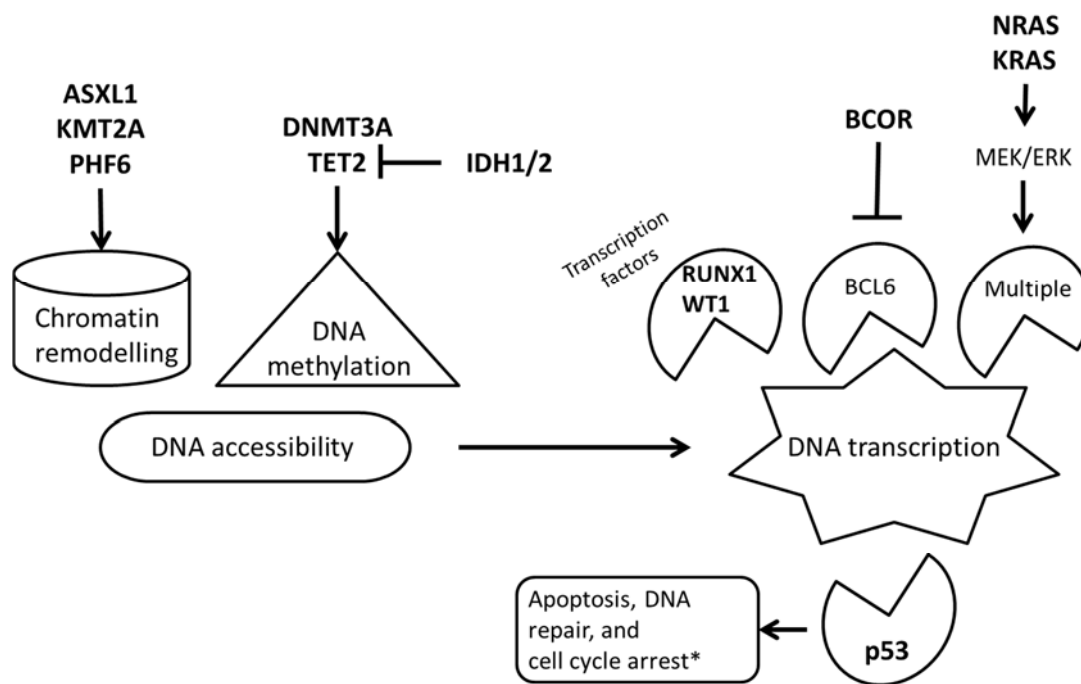 ASXL1
KMT2A
PHF6
Chromatin
remodelling
DNMT3A
TET2
IDH1/2
DNA
methylation
DNA accessibility
Transcription
factors
RUNX1
WT1
BCOR
BCL6
NRAS
KRAS
MEK/ERK
Multiple
DNA transcription
Apoptosis, DNA
repair, and
cell cycle arrest*
p53